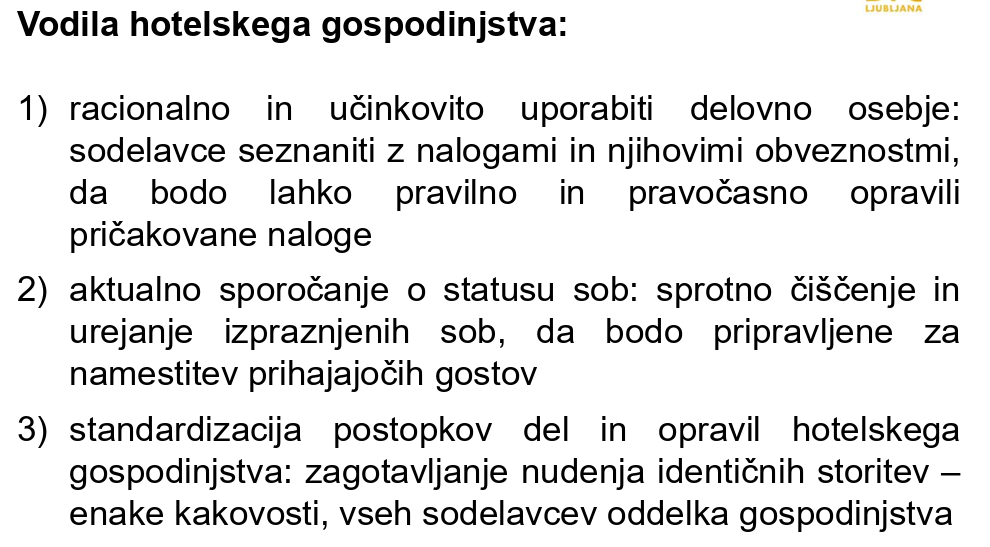 LJUBLJANA
Vodila hotelskega gospodinjstva:
1) racionalno in učinkovito uporabiti delovno osebje:
sodelavce seznaniti z nalogami in njihovimi obveznostmi,
da bodo lahko pravilno in pravočasno opravili
pričakovane naloge
2) aktualno sporočanje o statusu sob: sprotno čiščenje in
urejanje izpraznjenih sob, da bodo pripravljene za
namestitev prihajajočih gostov
3) standardizacija postopkov del in opravil hotelskega
gospodinjstva: zagotavljanje nudenja identičnih storitev –
enake kakovosti, vseh sodelavcev oddelka gospodinjstva